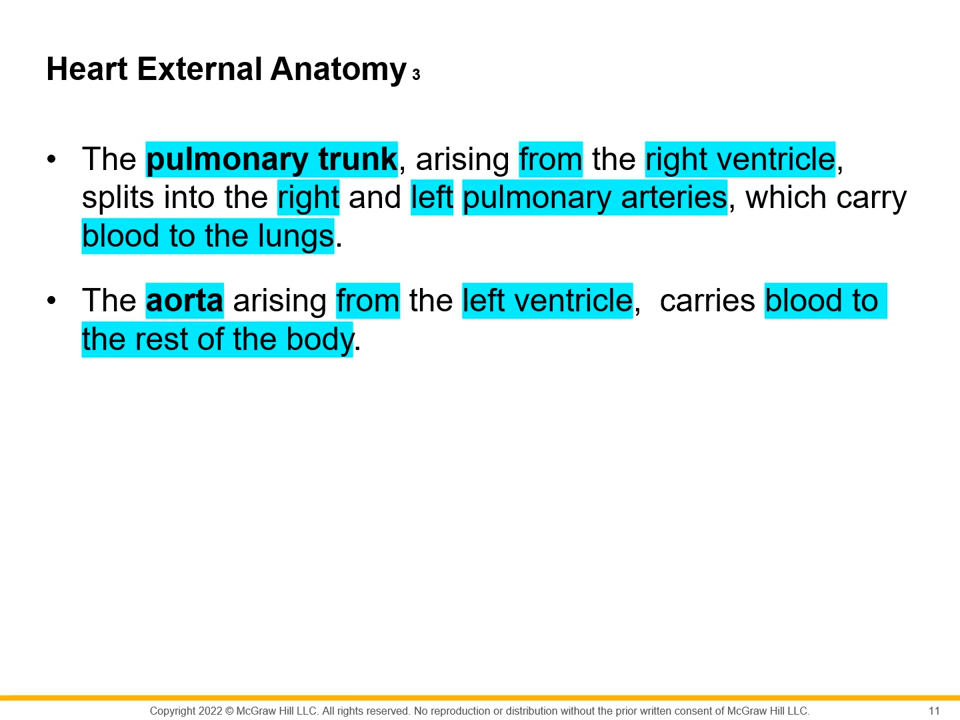 Heart External Anatomy 3
• The pulmonary trunk, arising from the right ventricle,
splits into the right and left pulmonary arteries, which carry
blood to the lungs.
• The aorta arising from the left ventricle,  carries blood to
the rest of the body.
Copyright 2022 © McGraw Hill LLC. All rights reserved. No reproduction or distribution without the prior written consent of McGraw Hill LLC. 11